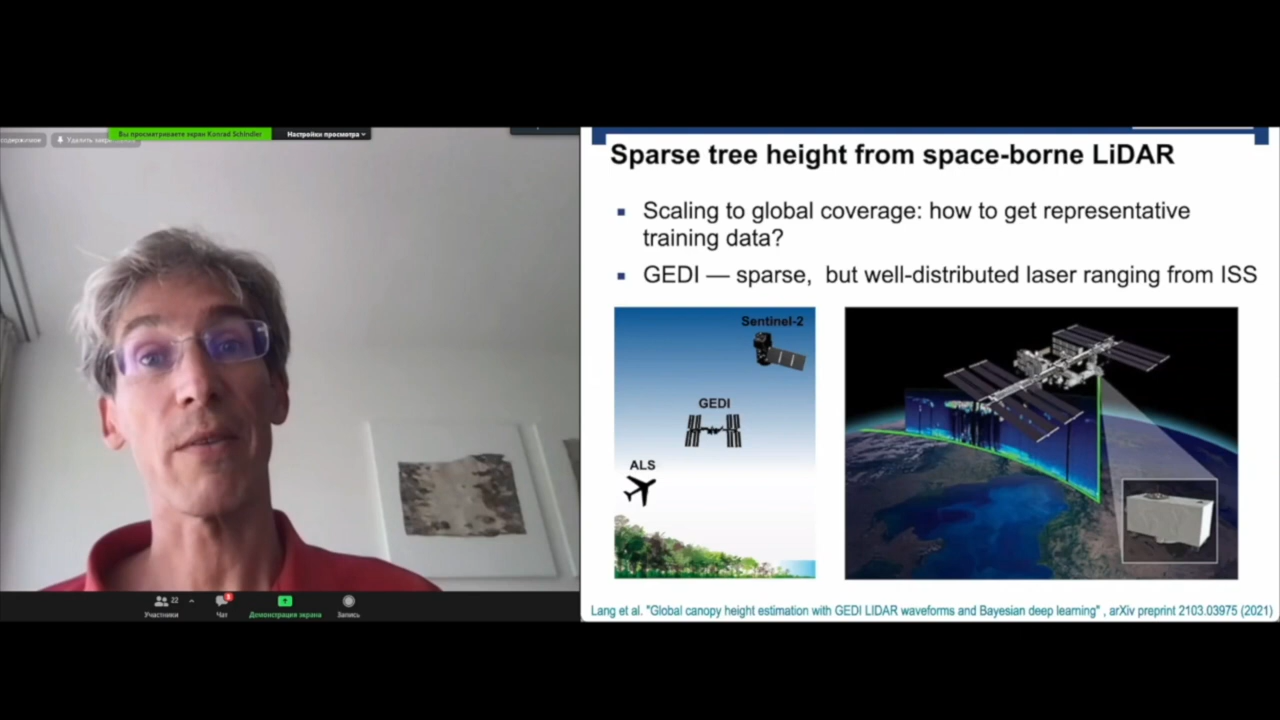 Удалить
Вы просматриваете экран Konrad Schindler
Настройки просмотра
Sparse tree height from space-borne LiDAR
Scaling to global coverage: how to get representative
training data?
GEDI — sparse, but well-distributed laser ranging from ISS
Sentinel-2
GEDI
ALS
22
3
Участники
Чат
Демонстрация экрана
Запись
Lang et al. "Global canopy height estimation with GEDI LIDAR waveforms and Bayesian deep learning" , arXiv preprint 2103.03975 (2021)